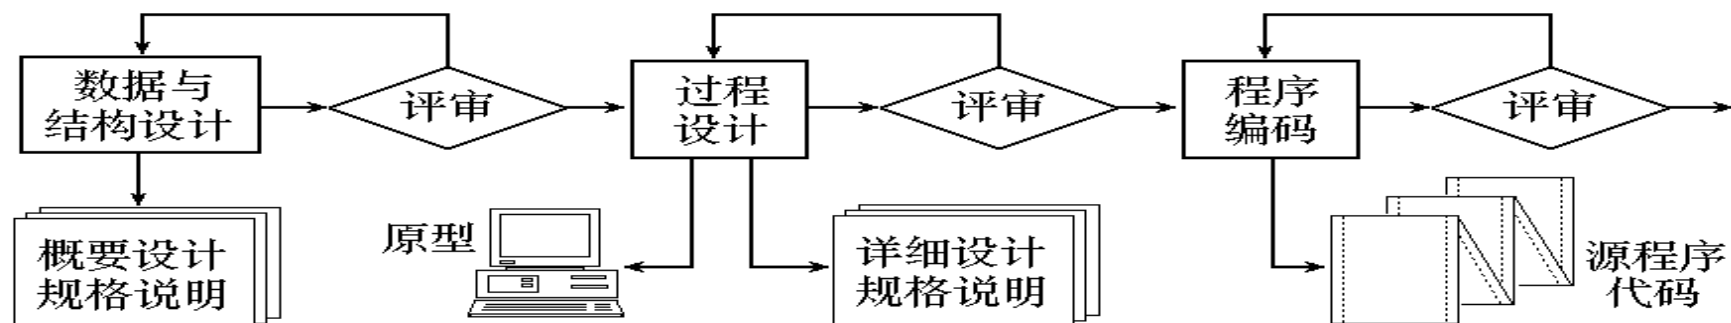 数据与
结构设计
评审
过程
设计
评审
程序
编码
评审
概要设计
规格说明
原型
详细设计
规格说明
源程序
代码